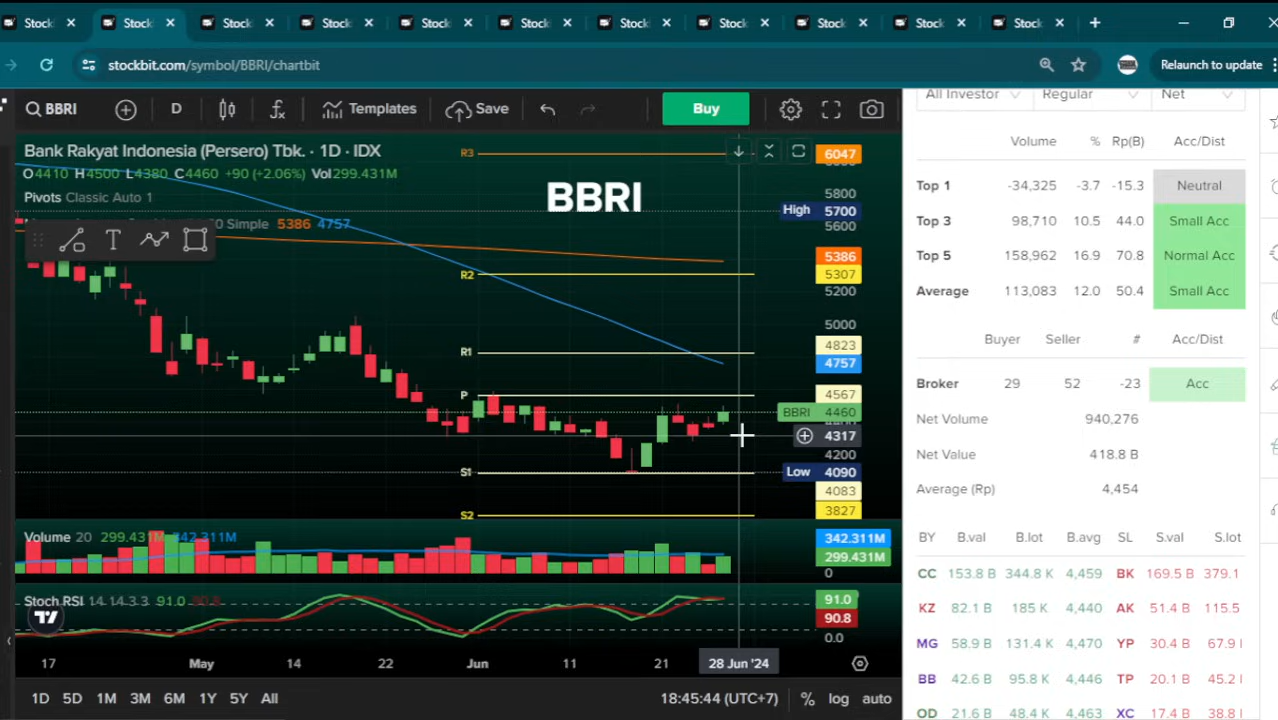 Stock
Stock
Stock
Stock
Stock
Stock
Stock
Stock
Stock
Stock
Stock
stockbit.com/symbol/BBRI/chartbit
Relaunch to update
BBRI
D
Templates
Save
Buy
Bank Rakyat Indonesia (Persero) Tbk. · 1D · IDX
O4410 H4500 L4380 C4460 +90 (+2.06%) Vol299.431M
Pivots Classic Auto 1
Simple 5386 4757
BBRI
R3
R2
R1
P
S1
S2
6047
5800
High 5700
5600
5386
5307
5200
5000
4823
4757
4567
BBRI 4460
4317
4200
Low 4090
4083
3827
Volume 20 299.431M 342.311M
342.311M
299.431M
0
Stoch RSI 14 14 3 3 91.0 90.8
91.0
90.8
0.0
17
May
14
22
Jun
11
21
28 Jun '24
1D 5D 1M 3M 6M 1Y 5Y All
18:45:44 (UTC+7)
% log auto
All Investor Regular Net
Volume % Rp(B) Acc/Dist
Top 1 -34,325 -3.7 -15.3 Neutral
Top 3 98,710 10.5 44.0 Small Acc
Top 5 158,962 16.9 70.8 Normal Acc
Average 113,083 12.0 50.4 Small Acc
Buyer Seller # Acc/Dist
Broker 29 52 -23 Acc
Net Volume 940,276
Net Value 418.8 B
Average (Rp) 4,454
BY B.val B.lot B.avg SL S.val S.lot
CC 153.8 B 344.8 K 4,459 BK 169.5 B 379.1
KZ 82.1 B 185 K 4,440 AK 51.4 B 115.5
MG 58.9 B 131.4 K 4,470 YP 30.4 B 67.9
BB 42.6 B 95.8 K 4,446 TP 20.1 B 45.2
OD 21.6 B 48.4 K 4,463 XC 17.4 B 38.8